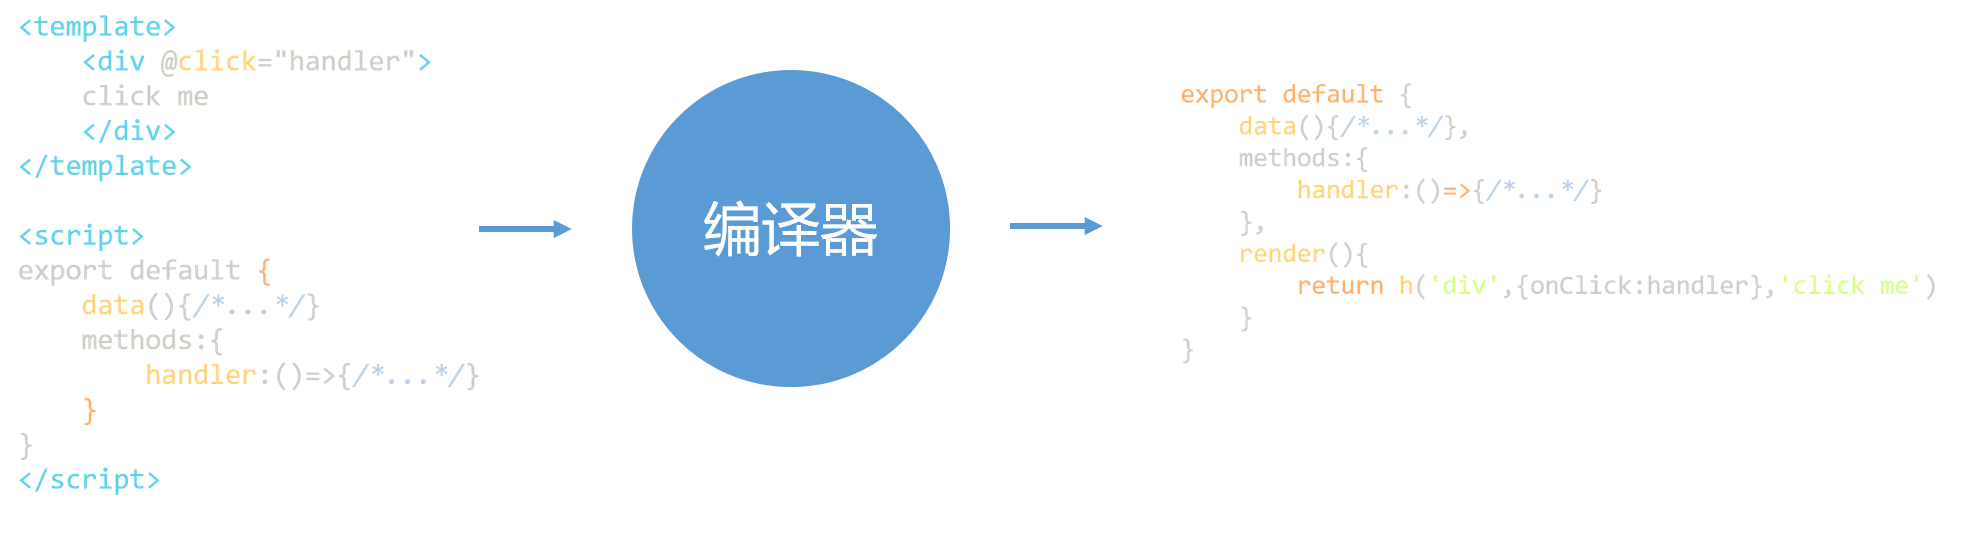 <template>
    <div @click="handler">
    click me
    </div>
</template>
<script>
export default {
    data(){/*...*/}
    methods:{
        handler:()=>{/*...*/}
    }
}
</script>
编译器
export default {
    data(){/*...*/},
    methods:{
        handler:()=>{/*...*/}
    },
    render(){
        return h('div',{onClick:handler},'click me')
    }
}